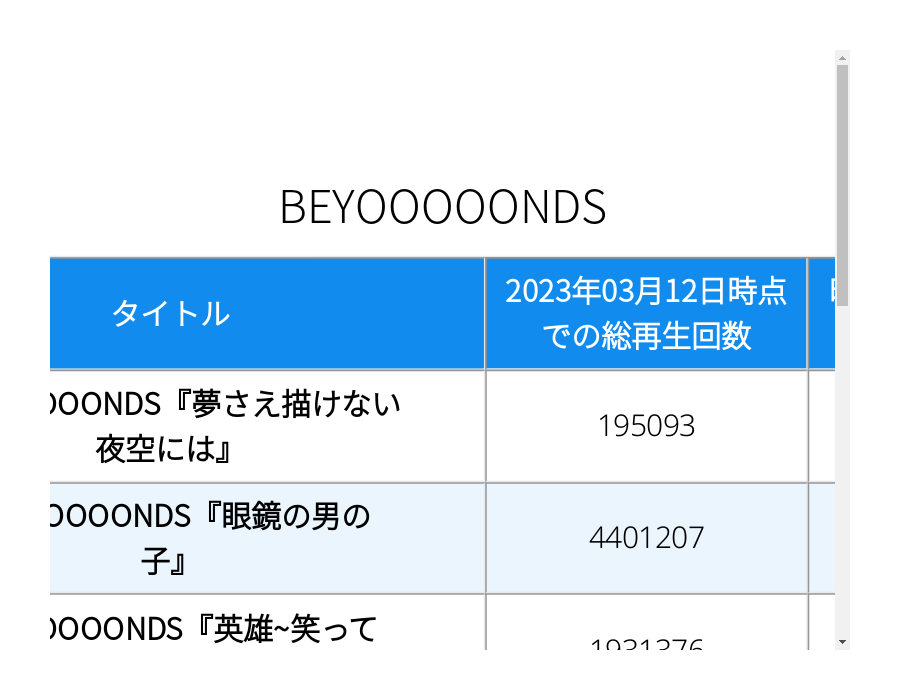 BEYOOOOONDS
タイトル
2023年03月12日時点
での総再生回数
OOONDS『夢さえ描けない
夜空には』
195093
OOOONDS『眼鏡の男の
子』
4401207
OOOONDS『英雄~笑って
1931376